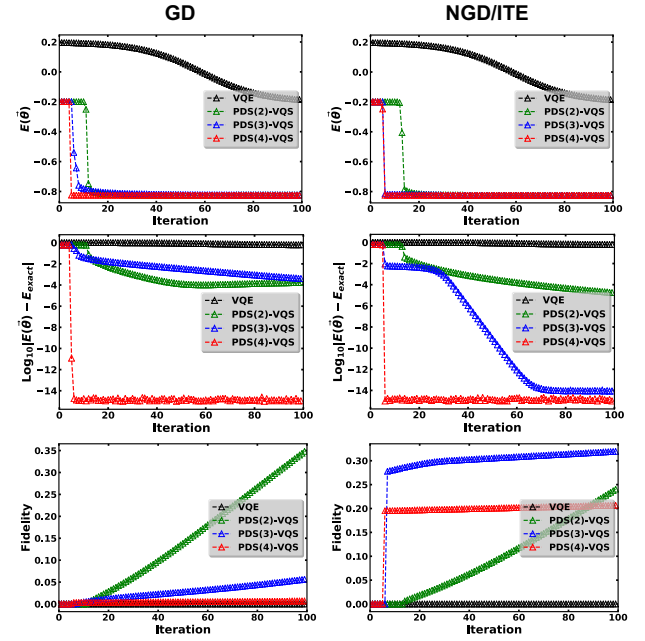 GD
NGD/ITE
0.2
0.0
−0.2
−0.4
−0.6
−0.8
E(θ⃗)
VQE
PDS(2)-VQS
PDS(3)-VQS
PDS(4)-VQS
0 20 40 60 80 100
Iteration
0.2
0.0
−0.2
−0.4
−0.6
−0.8
E(θ⃗)
VQE
PDS(2)-VQS
PDS(3)-VQS
PDS(4)-VQS
0 20 40 60 80 100
Iteration
0
−2
−4
−6
−8
−10
−12
−14
Log₁₀|E(θ⃗) − E_exact|
VQE
PDS(2)-VQS
PDS(3)-VQS
PDS(4)-VQS
0 20 40 60 80 100
Iteration
0
−2
−4
−6
−8
−10
−12
−14
Log₁₀|E(θ⃗) − E_exact|
VQE
PDS(2)-VQS
PDS(3)-VQS
PDS(4)-VQS
0 20 40 60 80 100
Iteration
0.35
0.30
0.25
0.20
0.15
0.10
0.05
0.00
Fidelity
VQE
PDS(2)-VQS
PDS(3)-VQS
PDS(4)-VQS
0 20 40 60 80 100
Iteration
0.30
0.25
0.20
0.15
0.10
0.05
0.00
Fidelity
VQE
PDS(2)-VQS
PDS(3)-VQS
PDS(4)-VQS
0 20 40 60 80 100
Iteration